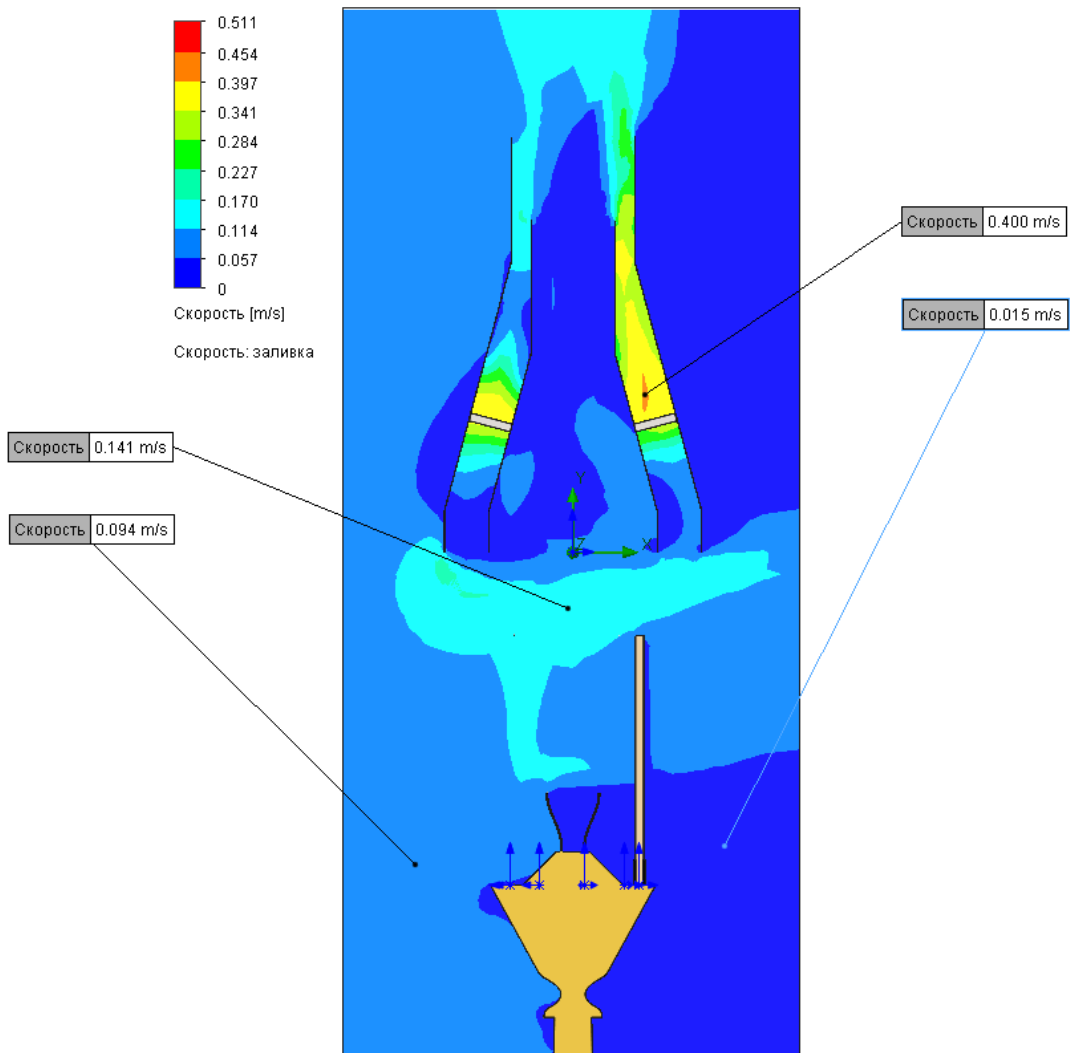 0.511
0.454
0.397
0.341
0.284
0.227
0.170
0.114
0.057
0
Скорость [m/s]
Скорость: заливка
Скорость 0.400 m/s
Скорость 0.015 m/s
Скорость 0.141 m/s
Скорость 0.094 m/s
Y
Z
X